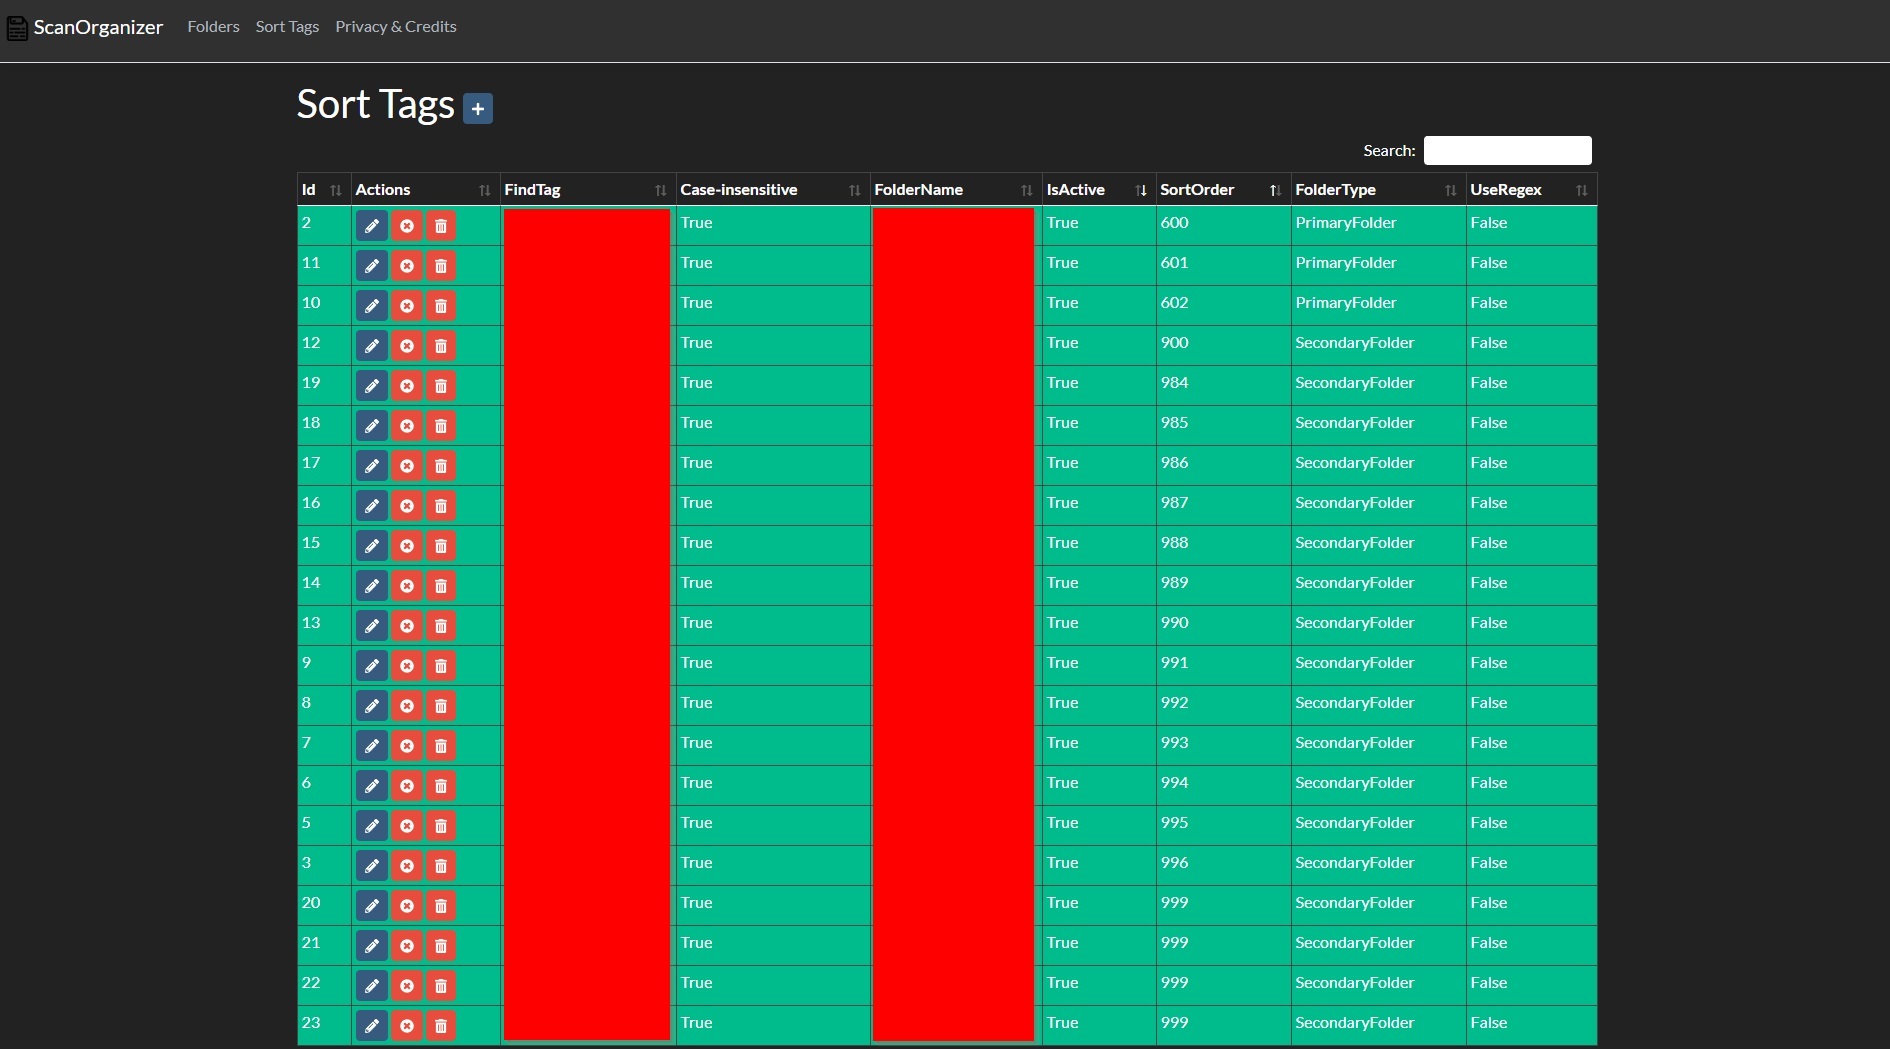 ScanOrganizer Folders Sort Tags Privacy & Credits
Sort Tags +
Search:
Id Actions FindTag Case-insensitive FolderName IsActive SortOrder FolderType UseRegex
2 True True 600 PrimaryFolder False
11 True True 601 PrimaryFolder False
10 True True 602 PrimaryFolder False
12 True True 900 SecondaryFolder False
19 True True 984 SecondaryFolder False
18 True True 985 SecondaryFolder False
17 True True 986 SecondaryFolder False
16 True True 987 SecondaryFolder False
15 True True 988 SecondaryFolder False
14 True True 989 SecondaryFolder False
13 True True 990 SecondaryFolder False
9 True True 991 SecondaryFolder False
8 True True 992 SecondaryFolder False
7 True True 993 SecondaryFolder False
6 True True 994 SecondaryFolder False
5 True True 995 SecondaryFolder False
3 True True 996 SecondaryFolder False
20 True True 999 SecondaryFolder False
21 True True 999 SecondaryFolder False
22 True True 999 SecondaryFolder False
23 True True 999 SecondaryFolder False